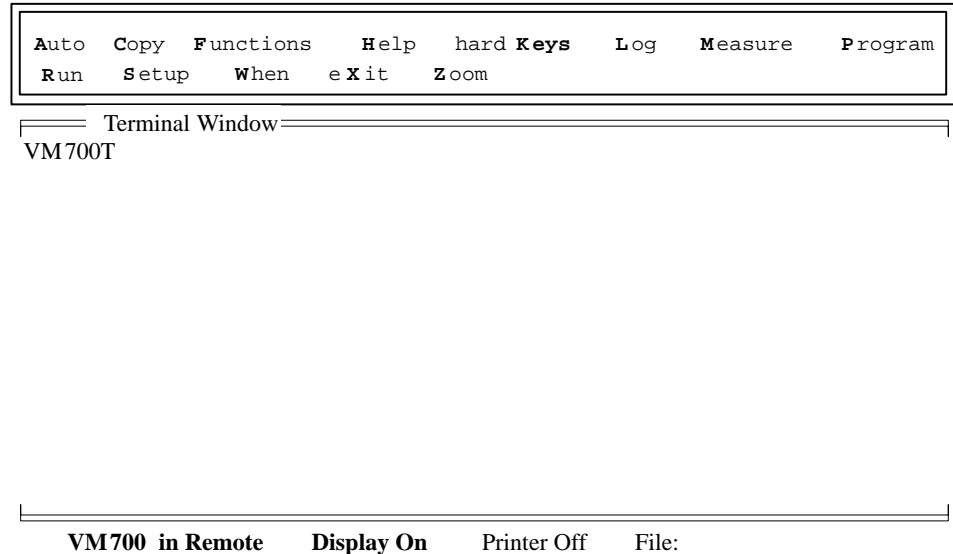 Auto Copy Functions Help hard Keys Log Measure Program
Run Setup When eXit Zoom
Terminal Window
VM700T
VM700 in Remote Display On Printer Off File: